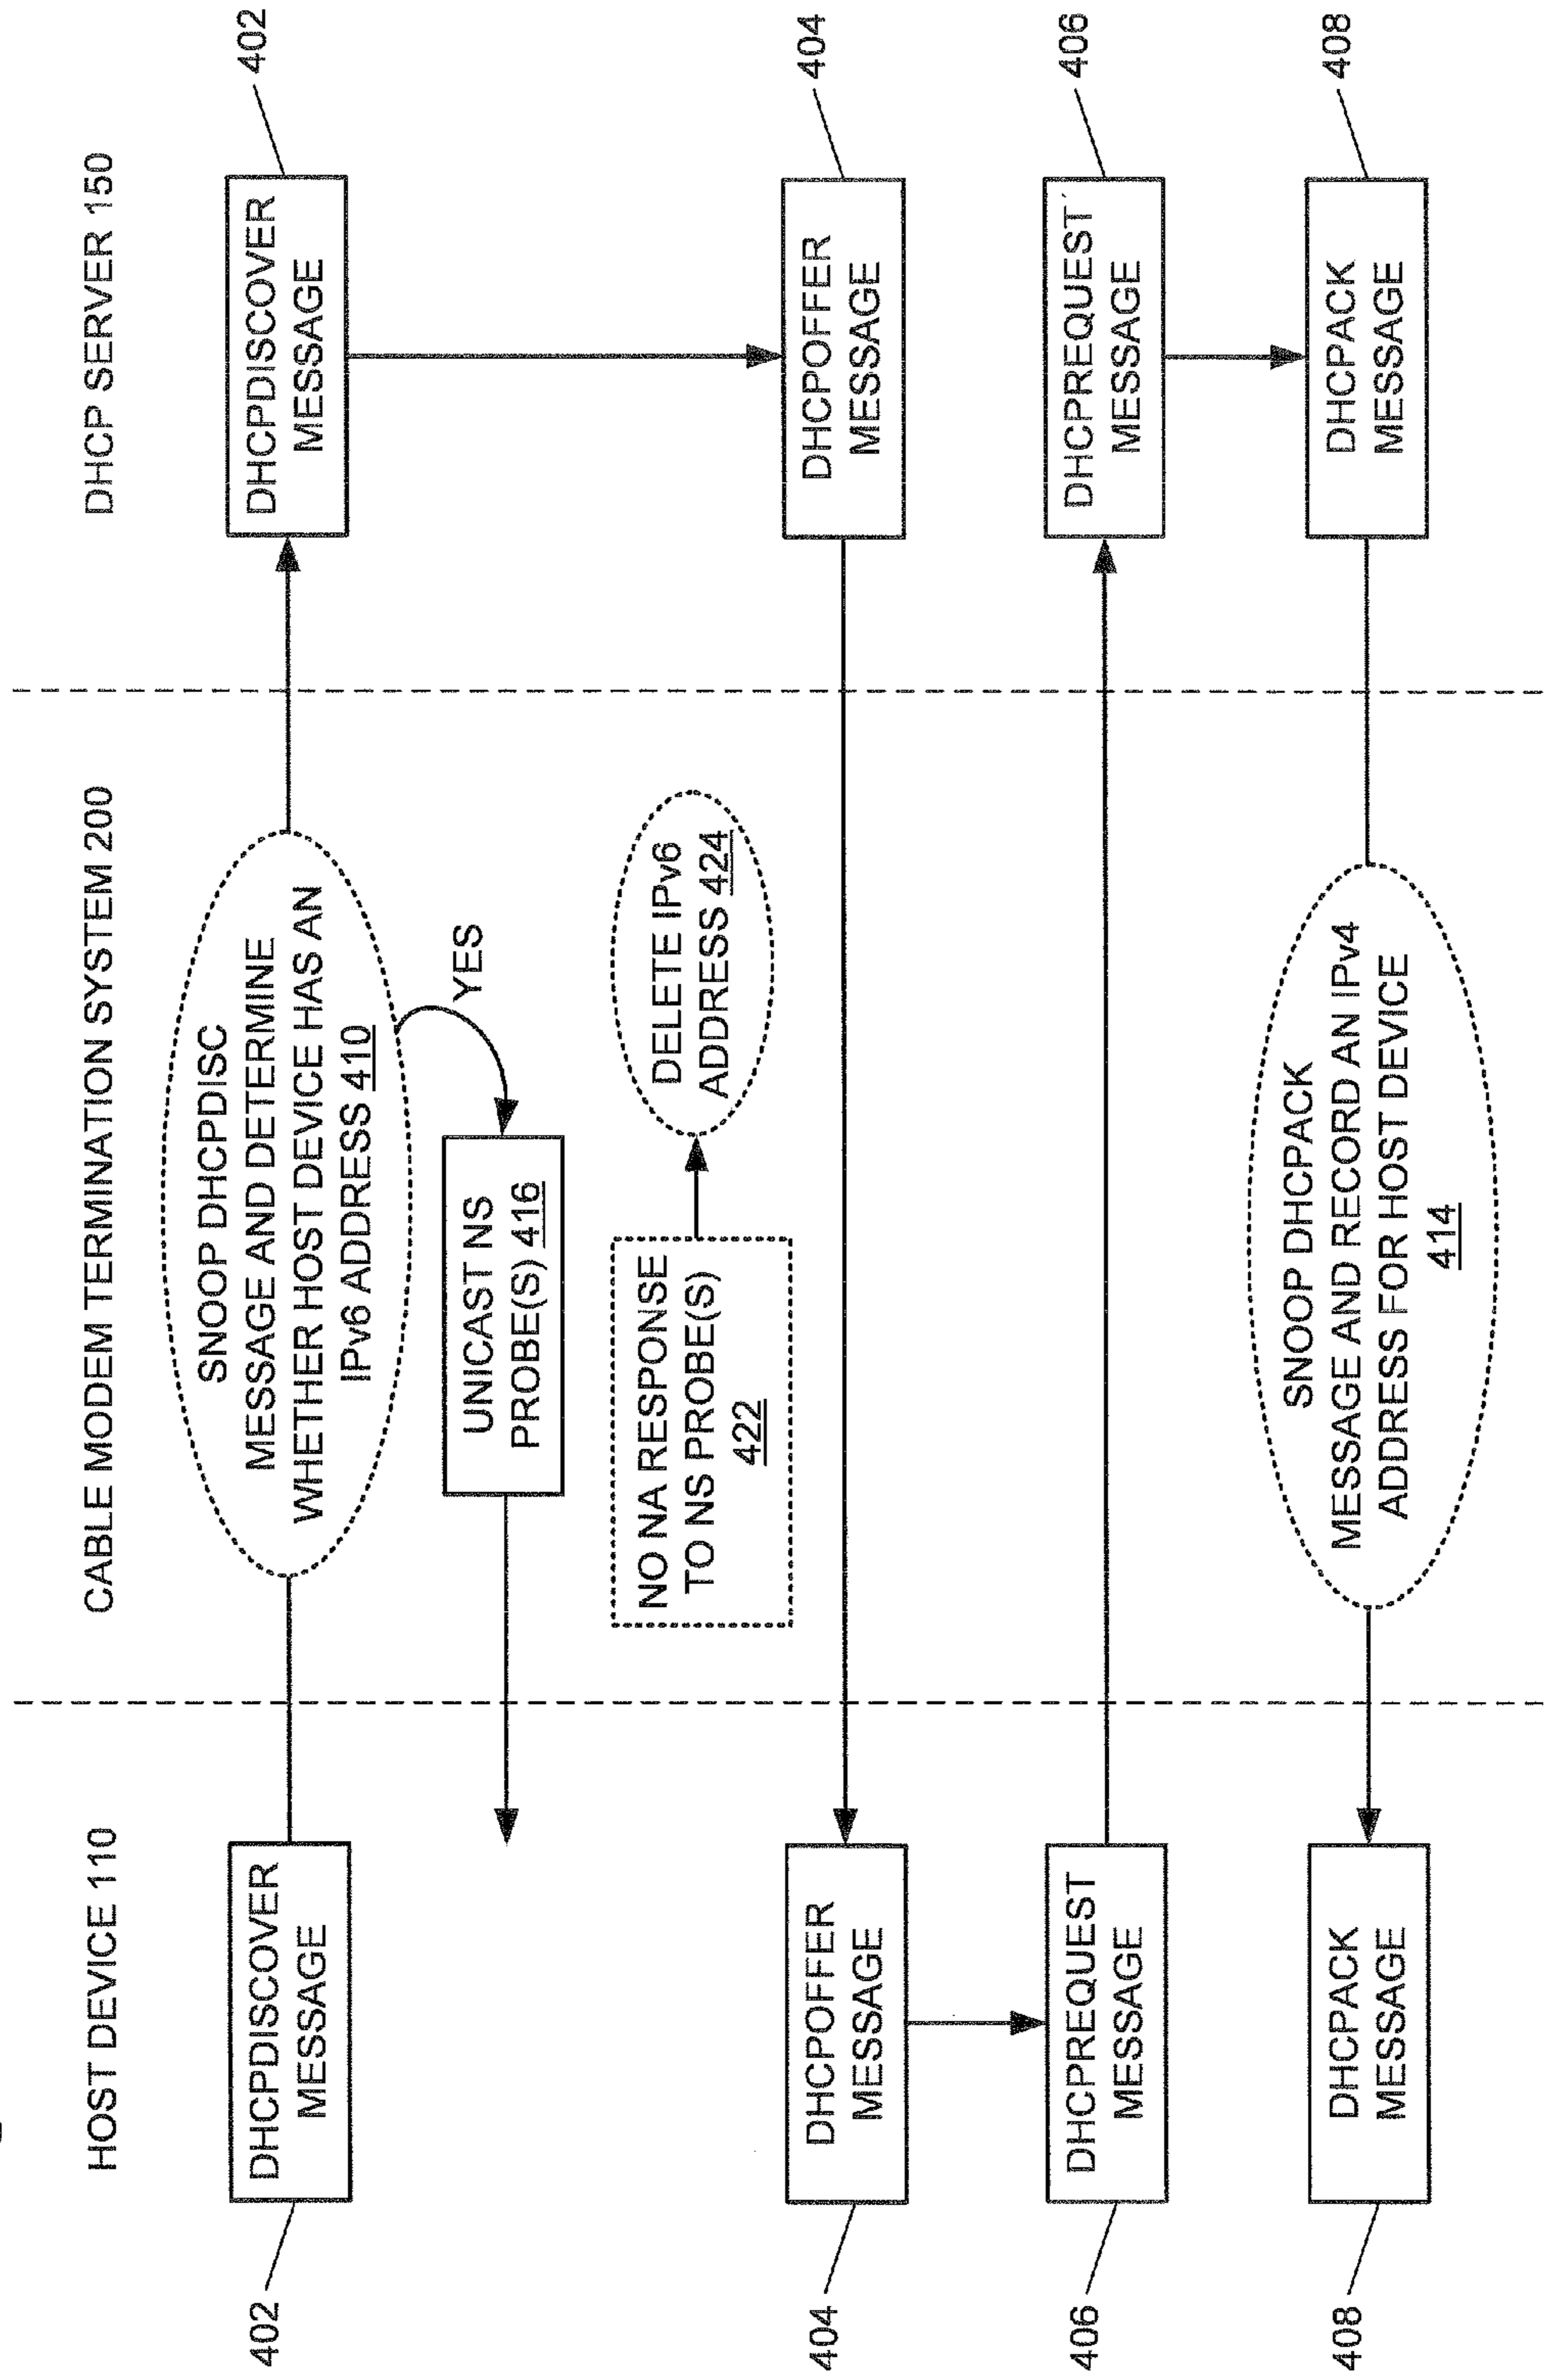 HOST DEVICE 110
CABLE MODEM TERMINATION SYSTEM 200
DHCP SERVER 150
402
DHCPDISCOVER
MESSAGE
SNOOP DHCPDISC
MESSAGE AND DETERMINE
WHETHER HOST DEVICE HAS AN
IPv6 ADDRESS 410
DHCPDISCOVER
MESSAGE
402
YES
UNICAST NS
PROBE(S) 416
NO NA RESPONSE
TO NS PROBE(S)
422
DELETE IPv6
ADDRESS 424
404
DHCPOFFER
MESSAGE
DHCPOFFER
MESSAGE
404
406
DHCPREQUEST
MESSAGE
DHCPREQUEST
MESSAGE
406
408
DHCPACK
MESSAGE
SNOOP DHCPACK
MESSAGE AND RECORD AN IPv4
ADDRESS FOR HOST DEVICE
414
DHCPACK
MESSAGE
408